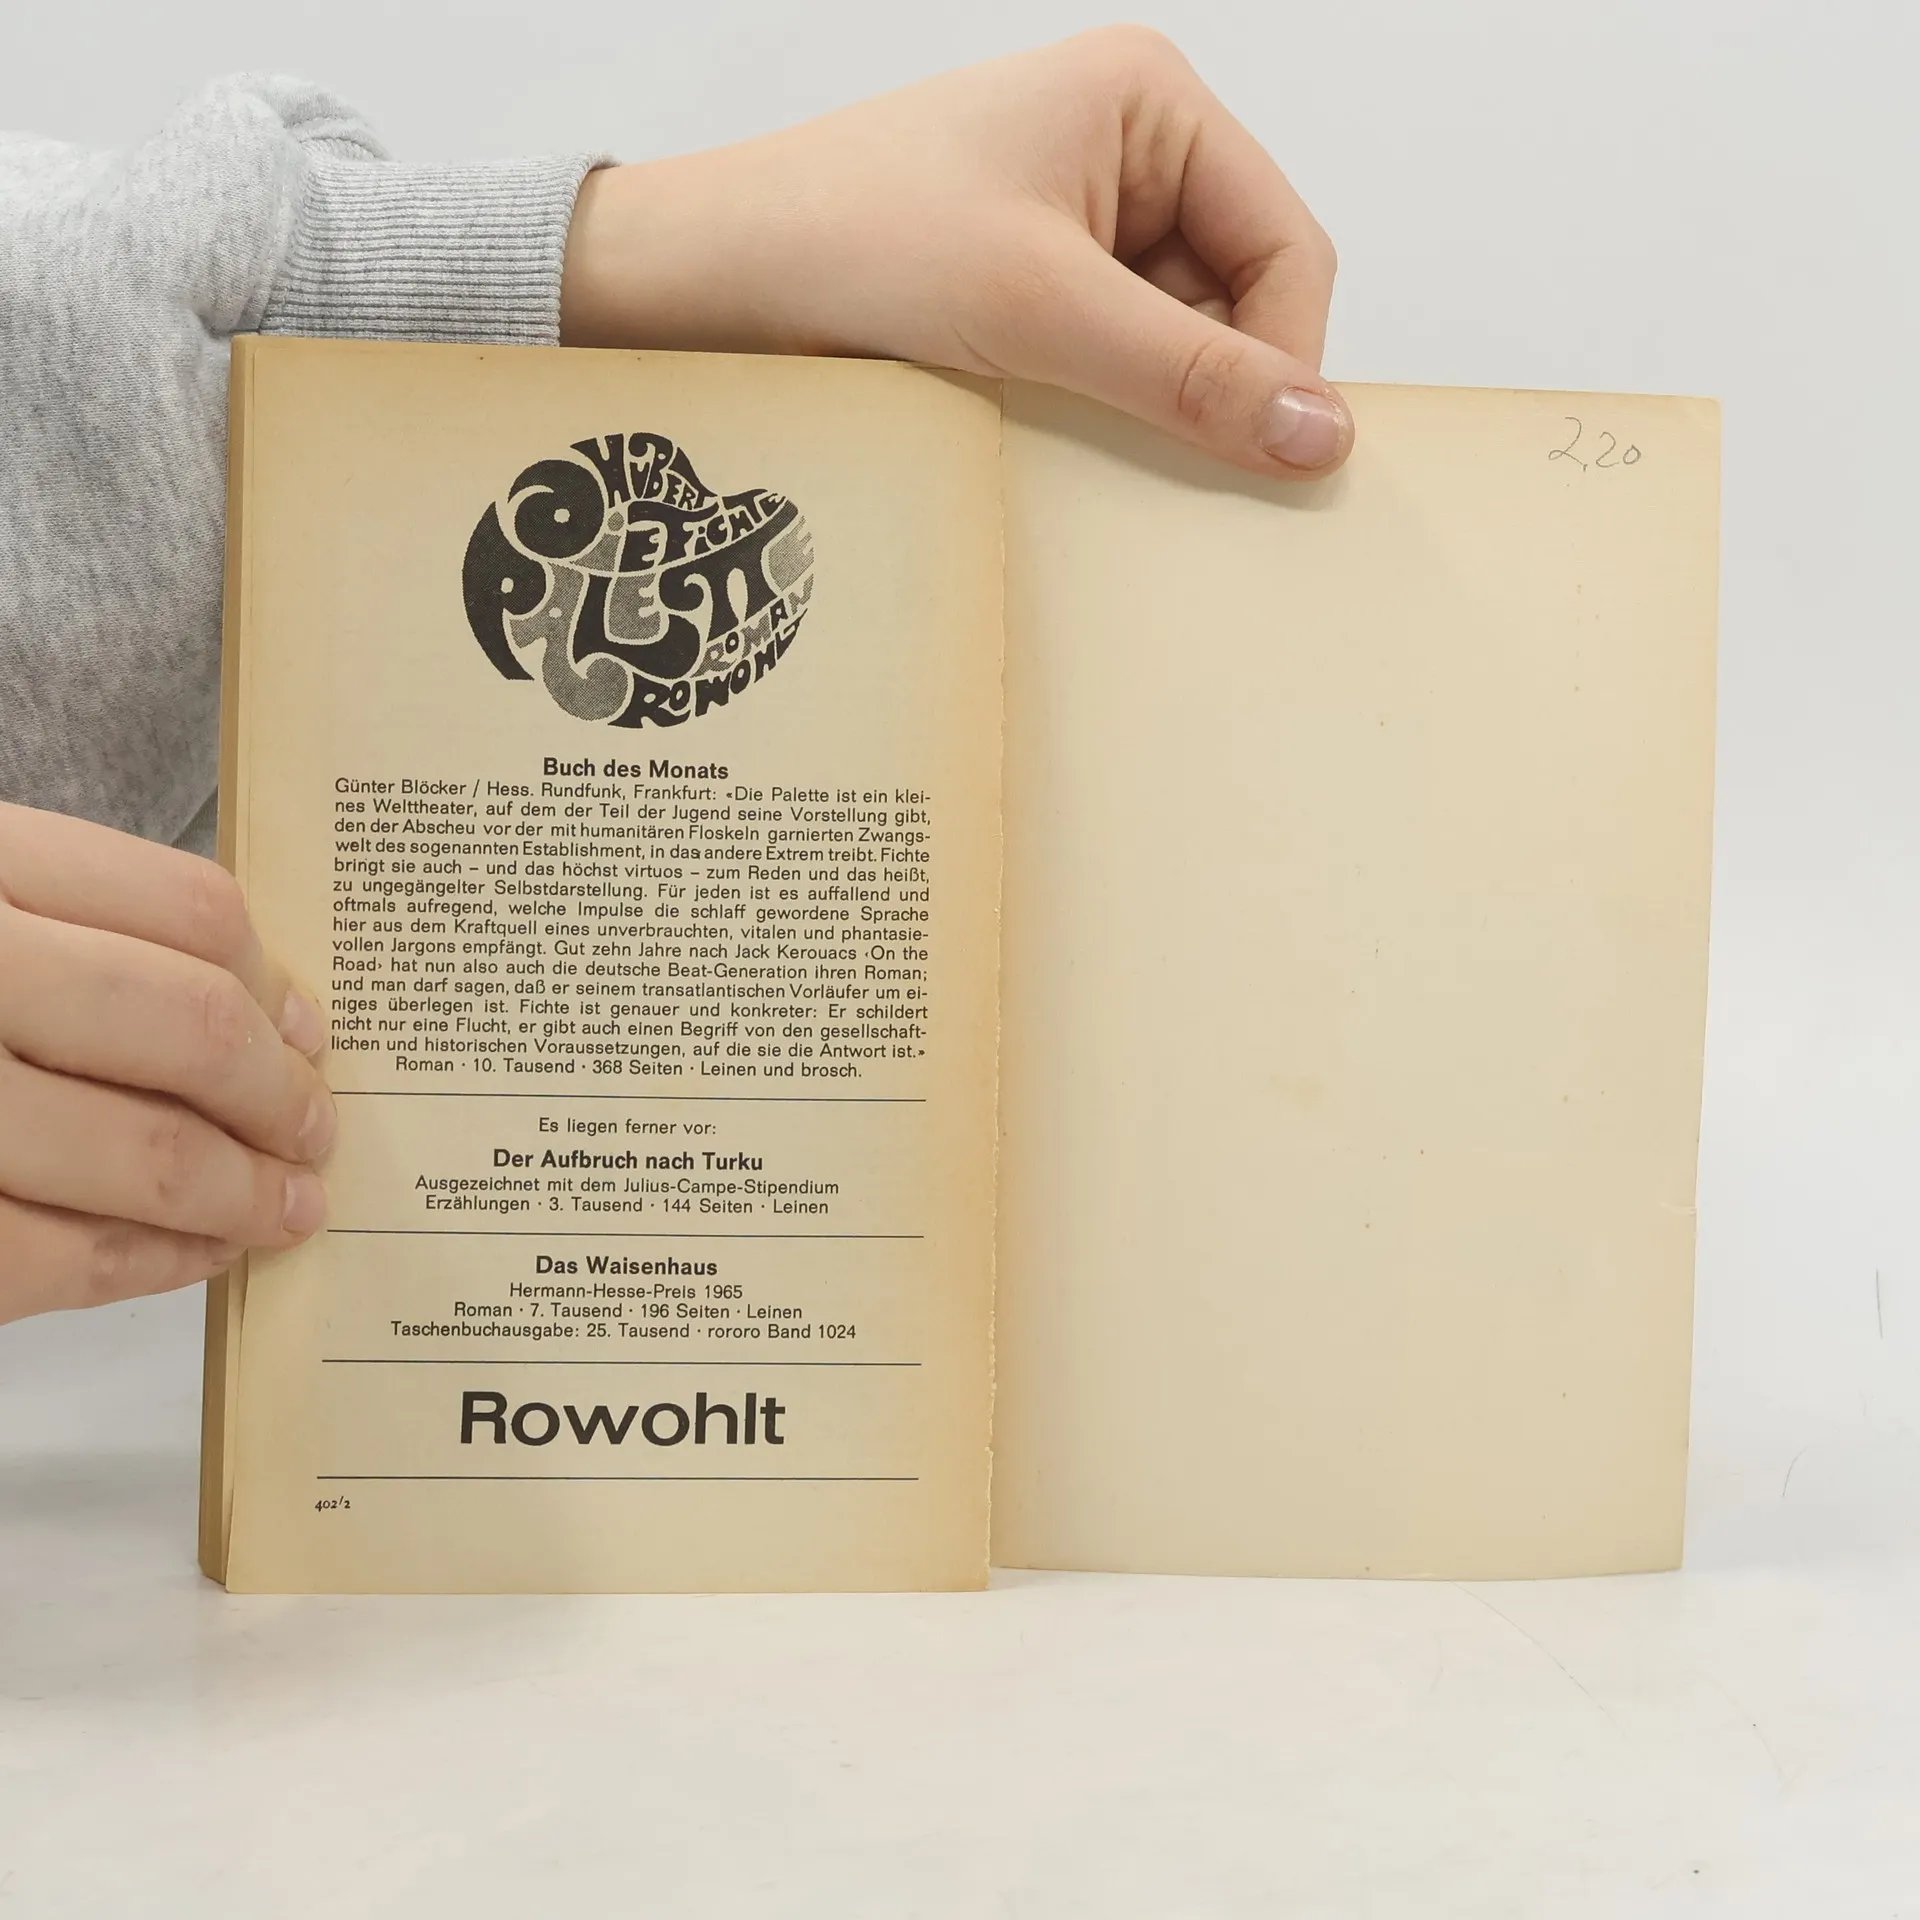 HUBERT
FICHTE
DIE
PALETTE
ROMAN
ROWOHLT
Buch des Monats
Günter Blöcker / Hess. Rundfunk, Frankfurt: «Die Palette ist ein klei-
nes Welttheater, auf dem der Teil der Jugend seine Vorstellung gibt,
den der Abscheu vor der mit humanitären Floskeln garnierten Zwangs-
welt des sogenannten Establishment, in das andere Extrem treibt. Fichte
bringt sie auch – und das höchst virtuos – zum Reden und das heißt,
zu ungegängelter Selbstdarstellung. Für jeden ist es auffallend und
oftmals aufregend, welche Impulse die schlaff gewordene Sprache
hier aus dem Kraftquell eines unverbrauchten, vitalen und phantasie-
vollen Jargons empfängt. Gut zehn Jahre nach Jack Kerouacs ‹On the
Road› hat nun also auch die deutsche Beat-Generation ihren Roman;
und man darf sagen, daß er seinem transatlantischen Vorläufer um ei-
niges überlegen ist. Fichte ist genauer und konkreter: Er schildert
nicht nur eine Flucht, er gibt auch einen Begriff von den gesellschaft-
lichen und historischen Voraussetzungen, auf die sie die Antwort ist.»
Roman · 10. Tausend · 368 Seiten · Leinen und brosch.
Es liegen ferner vor:
Der Aufbruch nach Turku
Ausgezeichnet mit dem Julius-Campe-Stipendium
Erzählungen · 3. Tausend · 144 Seiten · Leinen
Das Waisenhaus
Hermann-Hesse-Preis 1965
Roman · 7. Tausend · 196 Seiten · Leinen
Taschenbuchausgabe: 25. Tausend · rororo Band 1024
Rowohlt
402/2
2,20